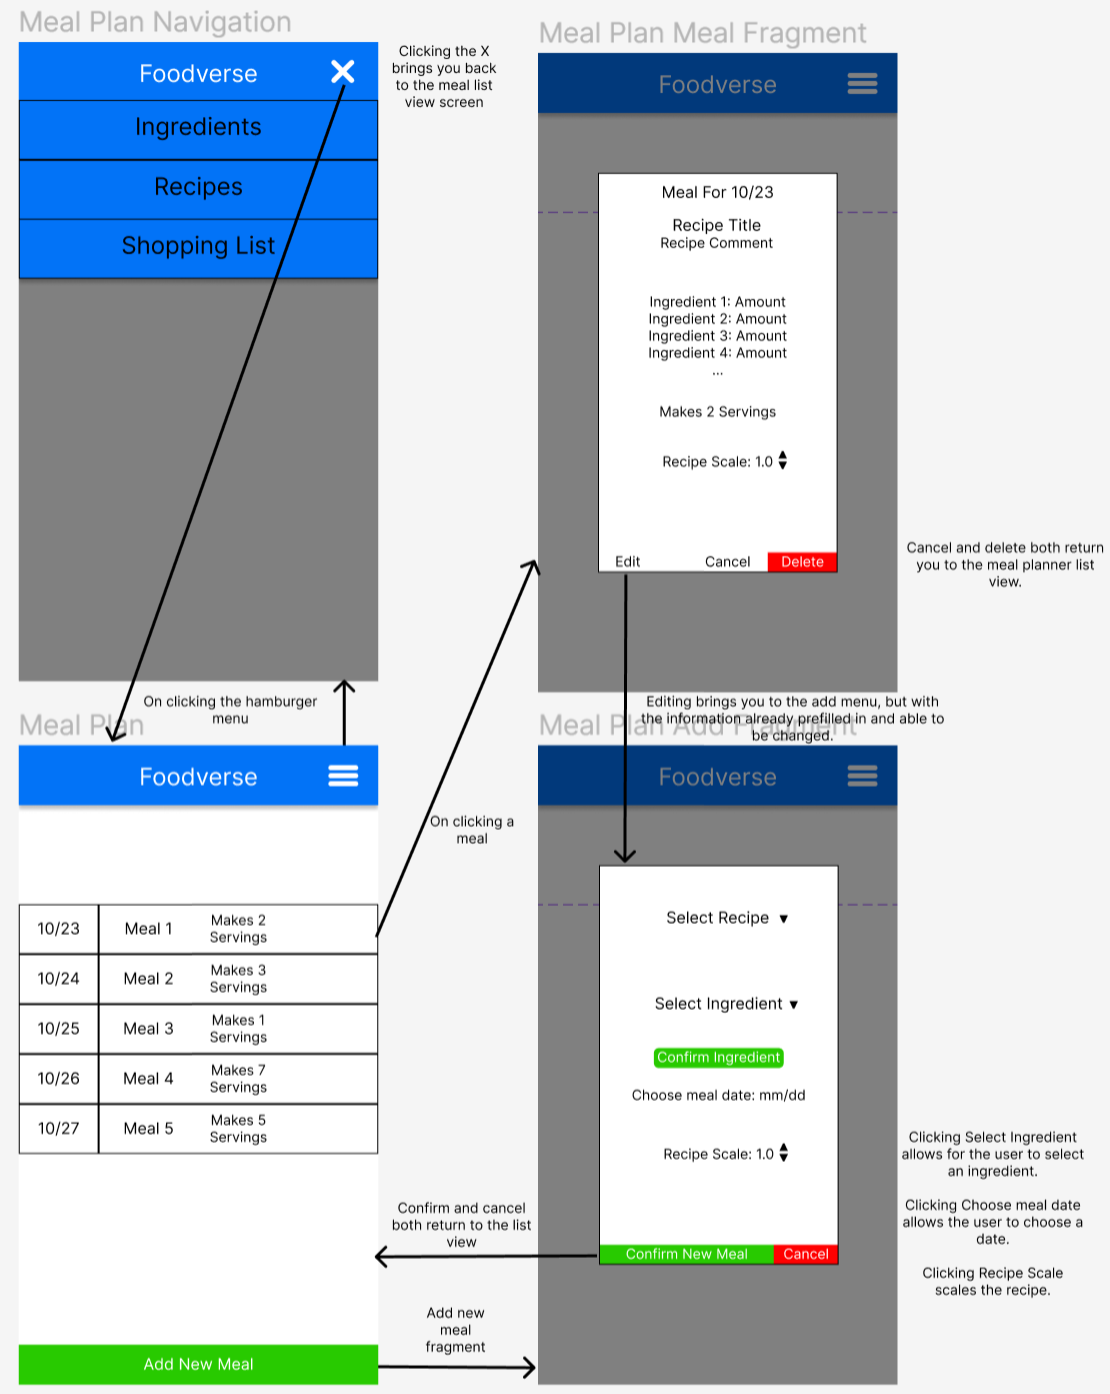 Meal Plan Navigation
Foodverse
Ingredients
Recipes
Shopping List
Clicking the X
brings you back
to the meal list
view screen
Meal Plan Meal Fragment
Foodverse
Meal For 10/23
Recipe Title
Recipe Comment
Ingredient 1: Amount
Ingredient 2: Amount
Ingredient 3: Amount
Ingredient 4: Amount
...
Makes 2 Servings
Recipe Scale: 1.0
Edit
Cancel
Delete
Cancel and delete both return
you to the meal planner list
view.
On clicking the hamburger
menu
Meal Plan
Foodverse
10/23 Meal 1 Makes 2
Servings
10/24 Meal 2 Makes 3
Servings
10/25 Meal 3 Makes 1
Servings
10/26 Meal 4 Makes 7
Servings
10/27 Meal 5 Makes 5
Servings
Add New Meal
On clicking a
meal
Editing brings you to the add menu, but with
the information already prefilled in and able to
be changed.
Meal Plan Add Fragment
Foodverse
Select Recipe
Select Ingredient
Confirm Ingredient
Choose meal date: mm/dd
Recipe Scale: 1.0
Confirm New Meal
Cancel
Confirm and cancel
both return to the list
view
Add new
meal
fragment
Clicking Select Ingredient
allows for the user to select
an ingredient.
Clicking Choose meal date
allows the user to choose a
date.
Clicking Recipe Scale
scales the recipe.